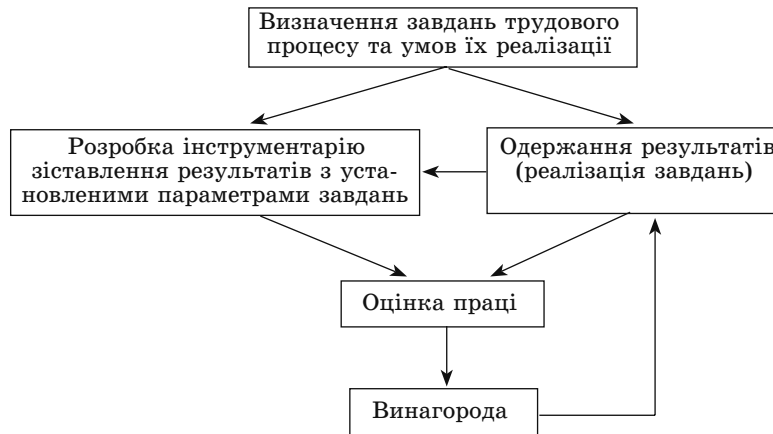 Визначення завдань трудового
процесу та умов їх реалізації
Розробка інструментарію
зіставлення результатів з уста-
новленими параметрами завдань
Одержання результатів
(реалізація завдань)
Оцінка праці
Винагорода